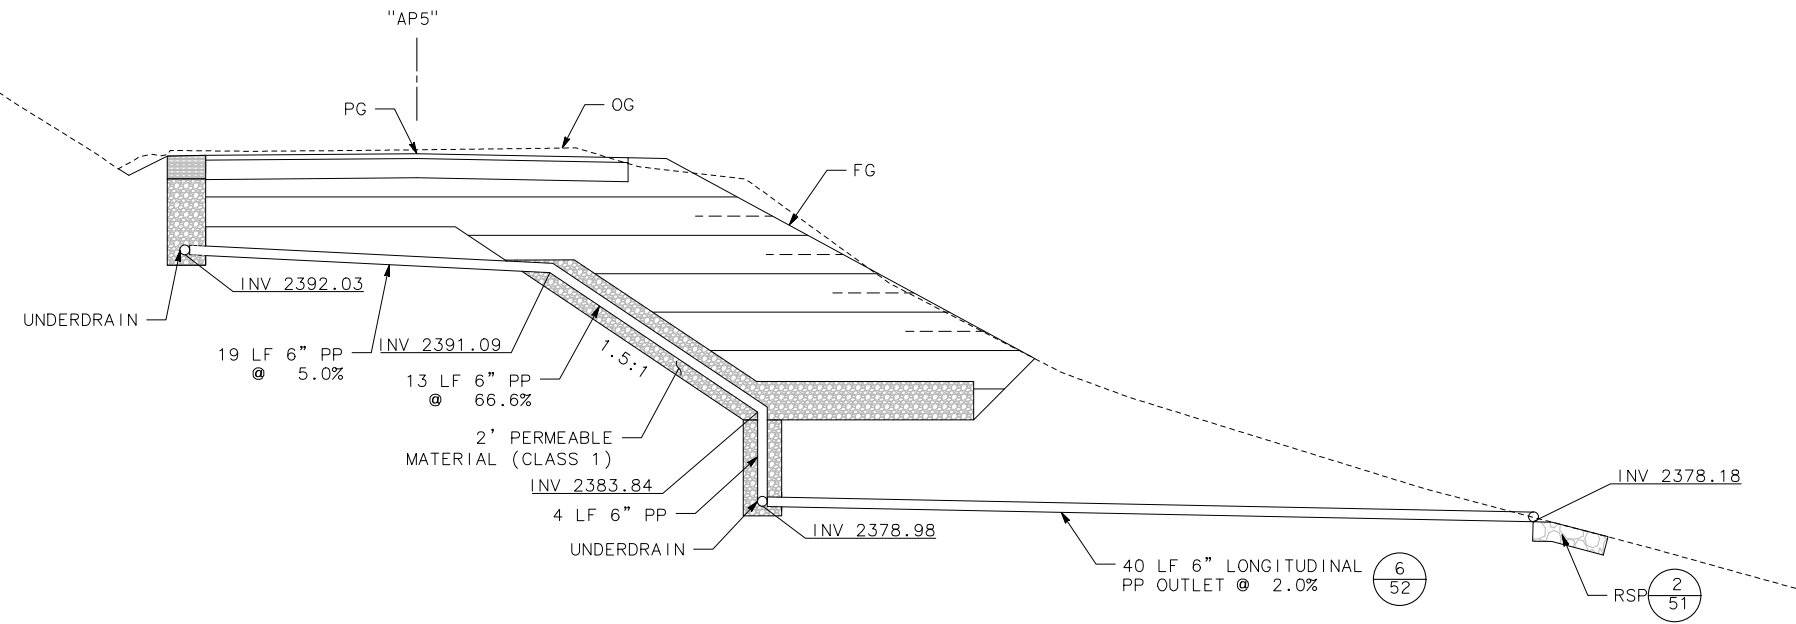 "AP5"
PG
OG
FG
INV 2392.03
UNDERDRAIN
19 LF 6” PP
@ 5.0%
INV 2391.09
13 LF 6” PP
@ 66.6%
1.5:1
2’ PERMEABLE
MATERIAL (CLASS 1)
INV 2383.84
4 LF 6” PP
UNDERDRAIN
INV 2378.98
INV 2378.18
40 LF 6” LONGITUDINAL
PP OUTLET @ 2.0%
6
52
RSP
2
51